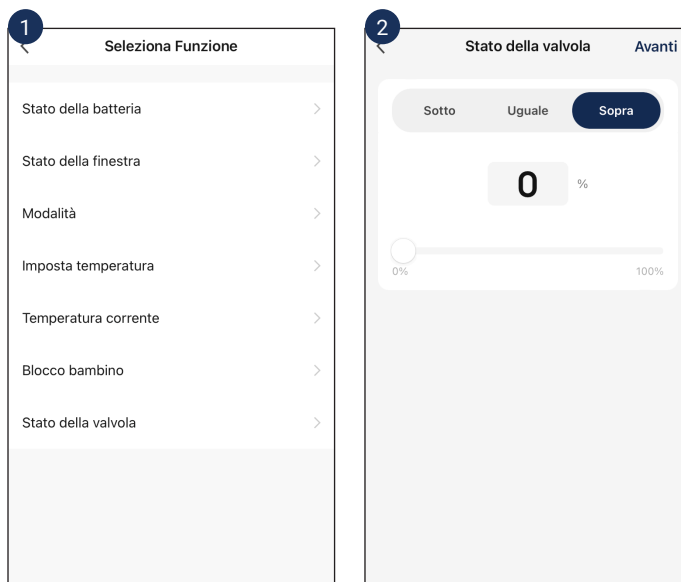 1
Seleziona Funzione
Stato della batteria
Stato della finestra
Modalità
Imposta temperatura
Temperatura corrente
Blocco bambino
Stato della valvola
2
Stato della valvola Avanti
Sotto Uguale Sopra
0 %
0% 100%